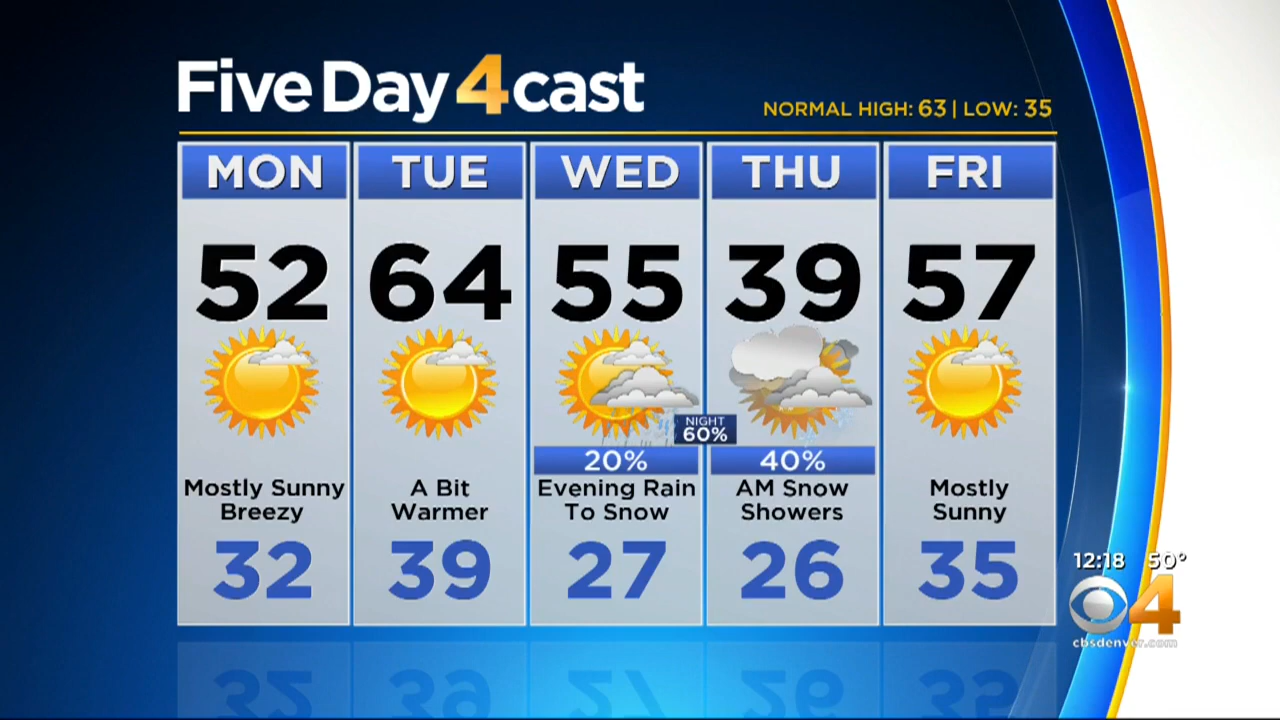 Five Day 4cast
NORMAL HIGH: 63 | LOW: 35
MON TUE WED THU FRI
52 64 55 39 57
NIGHT
60%
20% 40%
Mostly Sunny
Breezy
A Bit
Warmer
Evening Rain
To Snow
AM Snow
Showers
Mostly
Sunny
32 39 27 26 35
12:18 50°
4
cbsdenver.com